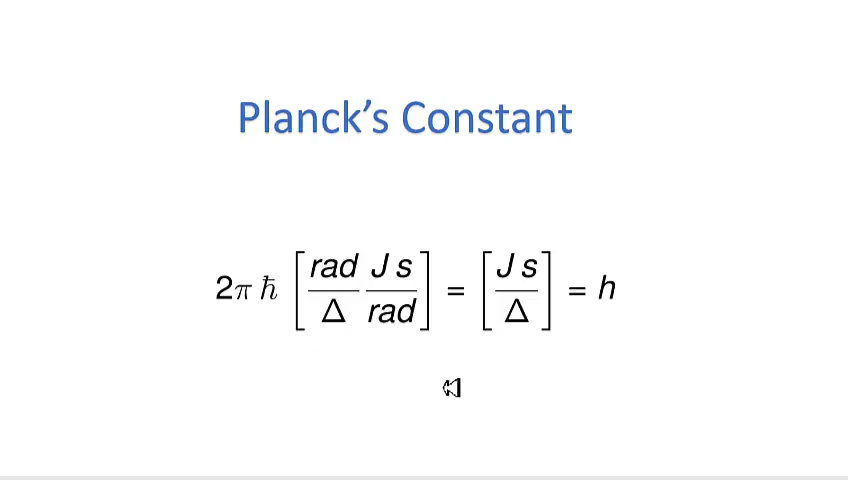 Planck's Constant
2π ħ [rad/Δ J s/rad] = [J s/Δ] = h